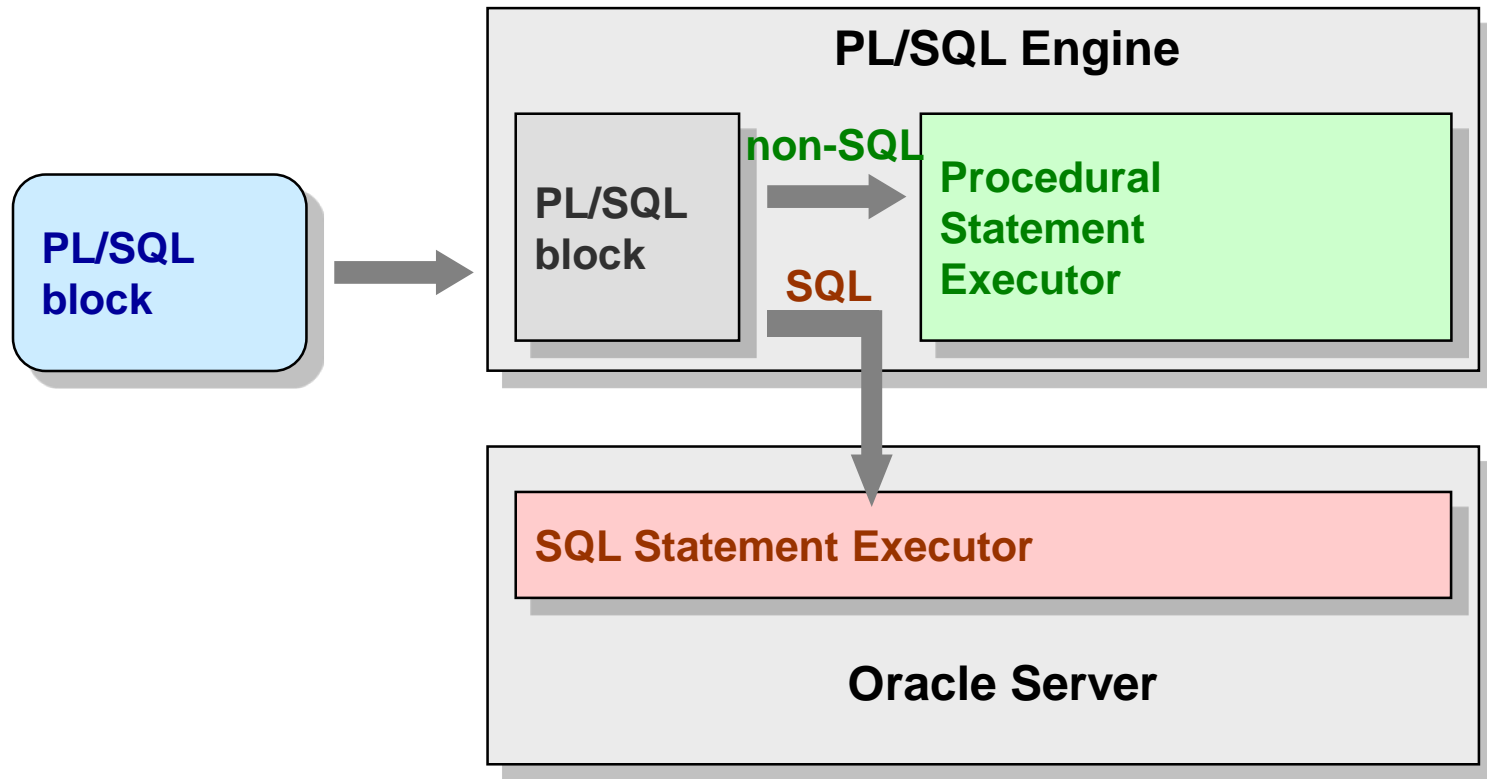 PL/SQL Engine
PL/SQL
block
PL/SQL
block
non-SQL
SQL
Procedural
Statement
Executor
SQL Statement Executor
Oracle Server